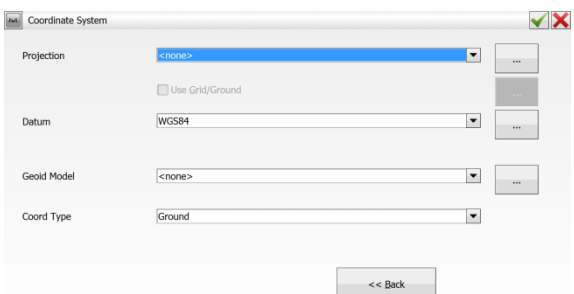 Coordinate System
Projection <none> ...
Use Grid/Ground ...
Datum WGS84 ...
Geoid Model <none> ...
Coord Type Ground
<< Back